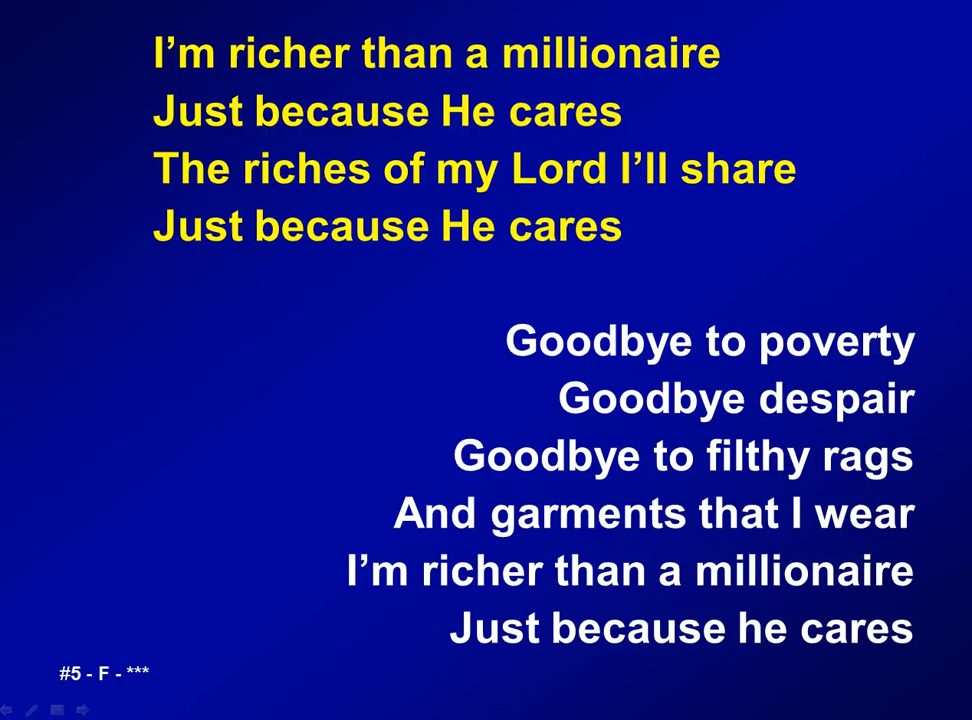 I’m richer than a millionaire
Just because He cares
The riches of my Lord I’ll share
Just because He cares
Goodbye to poverty
Goodbye despair
Goodbye to filthy rags
And garments that I wear
I’m richer than a millionaire
Just because he cares
#5 - F - ***